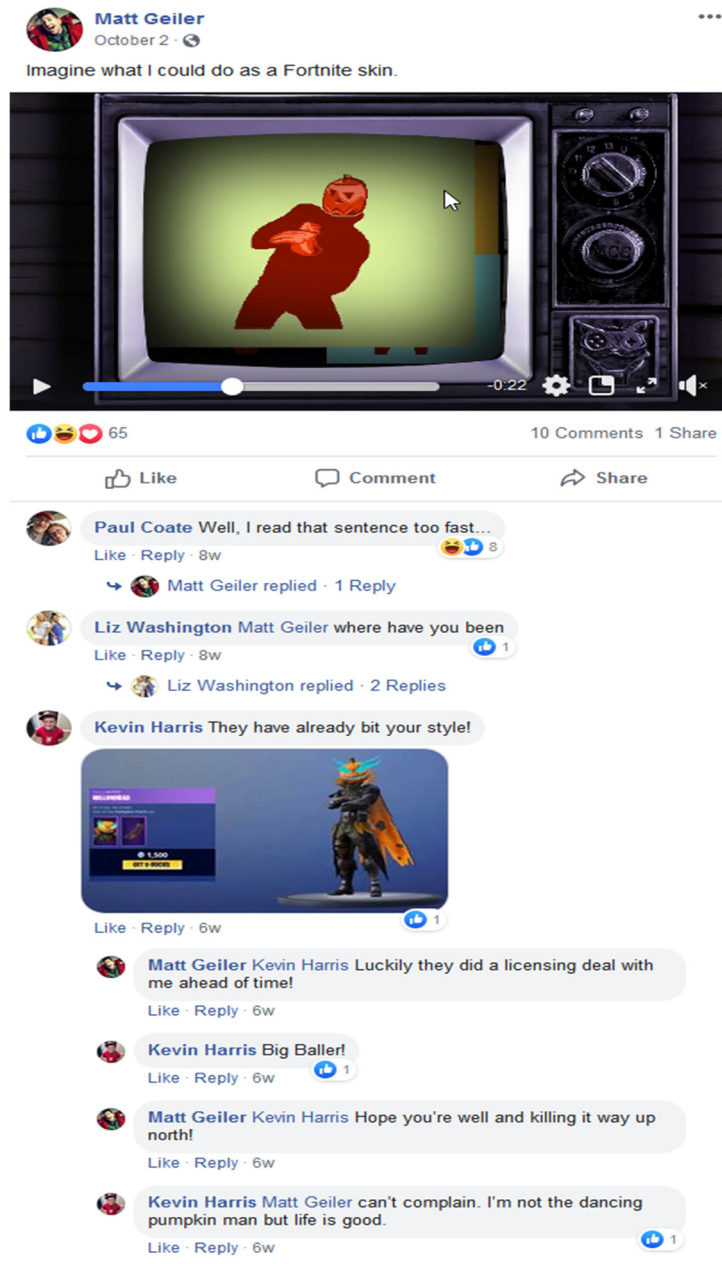 Matt Geiler
October 2 ·
Imagine what I could do as a Fortnite skin.
12 13 U
11
-0:22
65
10 Comments 1 Share
Like Comment Share
Paul Coate Well, I read that sentence too fast...
8
Like · Reply · 8w
Matt Geiler replied · 1 Reply
Liz Washington Matt Geiler where have you been
1
Like · Reply · 8w
Liz Washington replied · 2 Replies
Kevin Harris They have already bit your style!
HOLLOWHEAD
1,500
GET V-BUCKS
1
Like · Reply · 6w
Matt Geiler Kevin Harris Luckily they did a licensing deal with
me ahead of time!
Like · Reply · 6w
Kevin Harris Big Baller!
1
Like · Reply · 6w
Matt Geiler Kevin Harris Hope you're well and killing it way up
north!
Like · Reply · 6w
Kevin Harris Matt Geiler can't complain. I'm not the dancing
pumpkin man but life is good.
1
Like · Reply · 6w